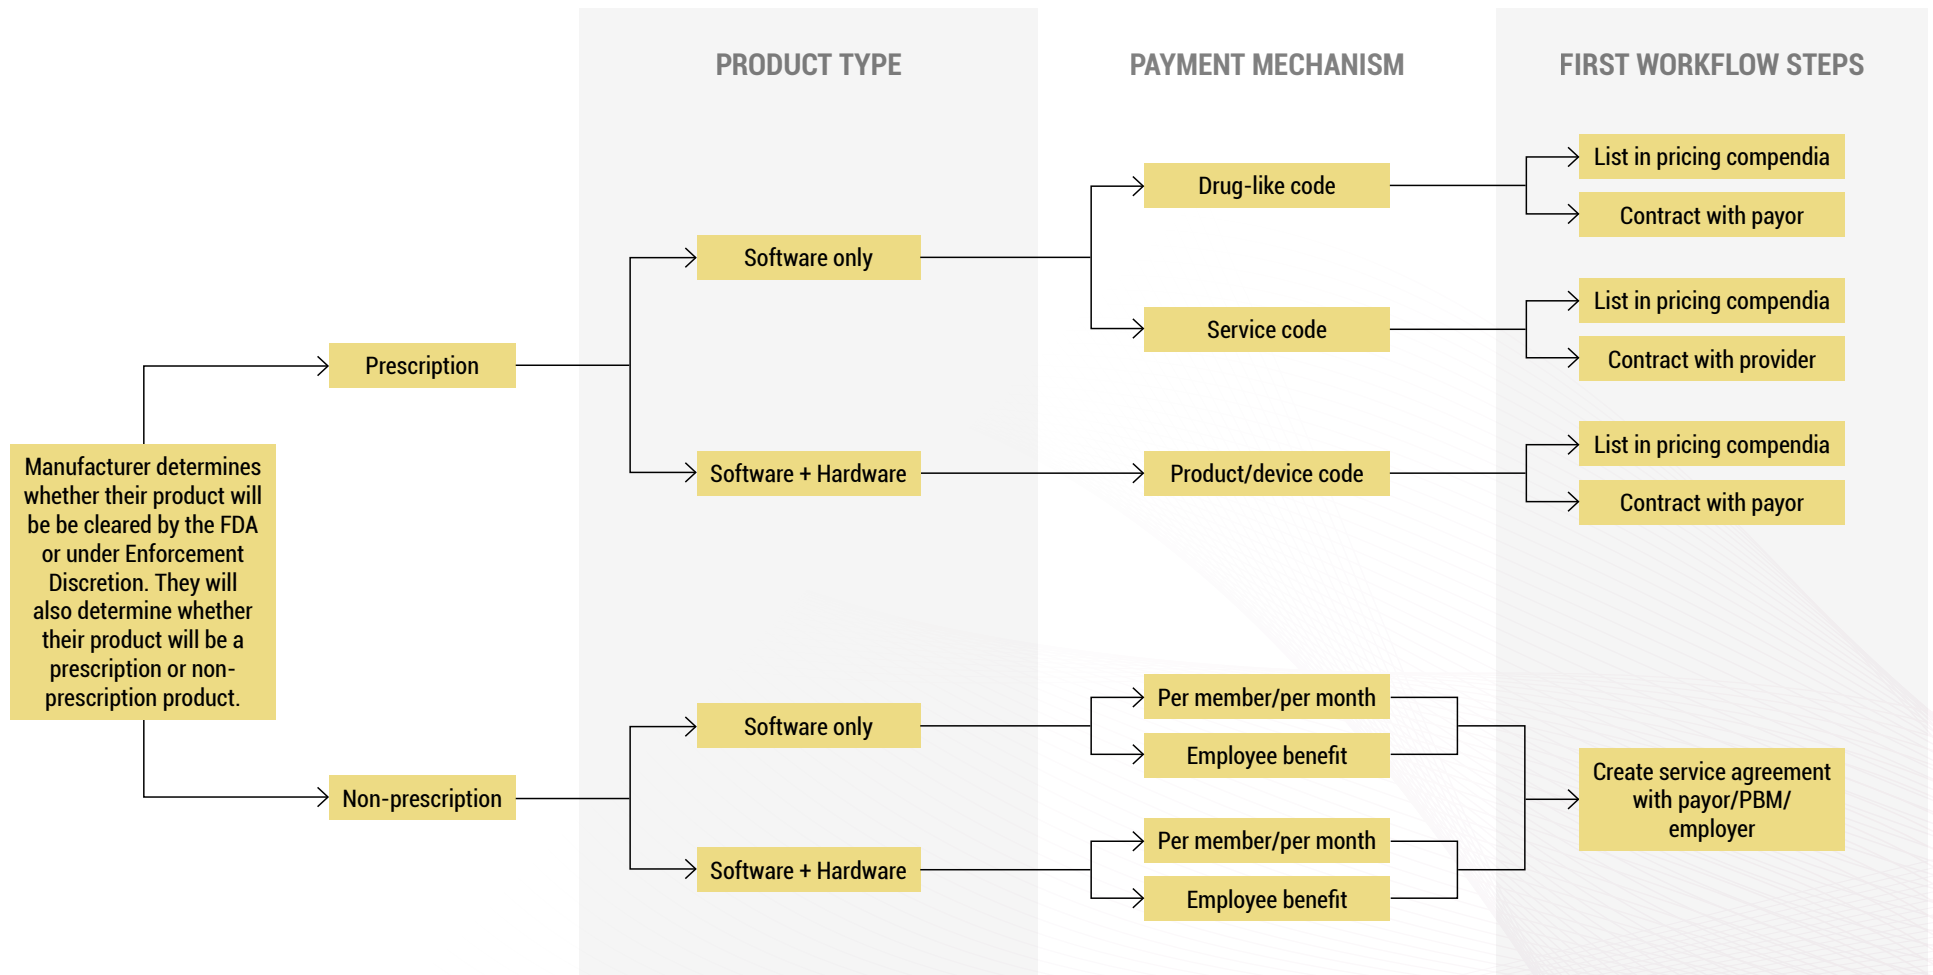 PRODUCT TYPE
PAYMENT MECHANISM
FIRST WORKFLOW STEPS
Manufacturer determines
whether their product will
be be cleared by the FDA
or under Enforcement
Discretion. They will
also determine whether
their product will be a
prescription or non-
prescription product.
Prescription
Software only
Drug-like code
List in pricing compendia
Contract with payor
Service code
List in pricing compendia
Contract with provider
Software + Hardware
Product/device code
List in pricing compendia
Contract with payor
Non-prescription
Software only
Per member/per month
Employee benefit
Software + Hardware
Per member/per month
Employee benefit
Create service agreement
with payor/PBM/
employer